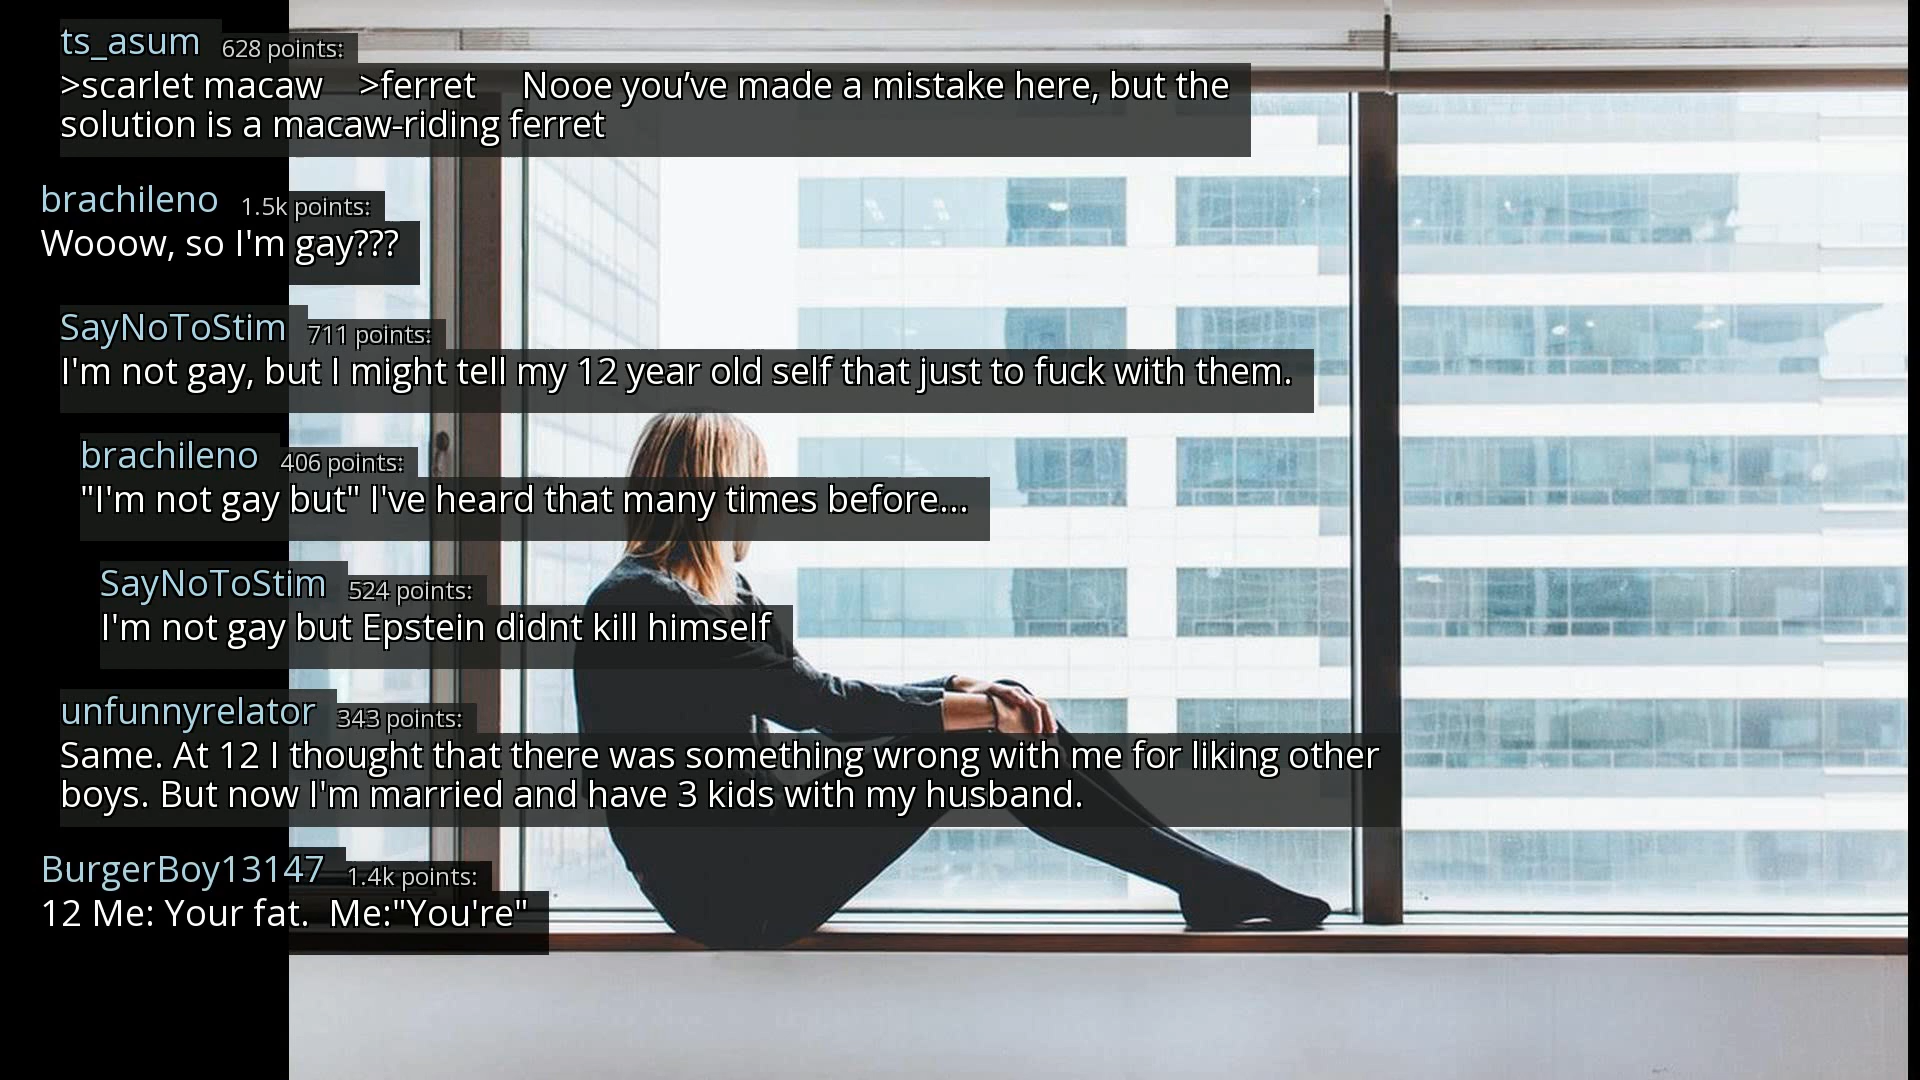 ts_asum 628 points:
>scarlet macaw >ferret Nooe you’ve made a mistake here, but the
solution is a macaw-riding ferret
brachileno 1.5k points:
Wooow, so I'm gay???
SayNoToStim 711 points:
I'm not gay, but I might tell my 12 year old self that just to fuck with them.
brachileno 406 points:
"I'm not gay but" I've heard that many times before...
SayNoToStim 524 points:
I'm not gay but Epstein didnt kill himself
unfunnyrelator 343 points:
Same. At 12 I thought that there was something wrong with me for liking other
boys. But now I'm married and have 3 kids with my husband.
BurgerBoy13147 1.4k points:
12 Me: Your fat. Me:"You're"